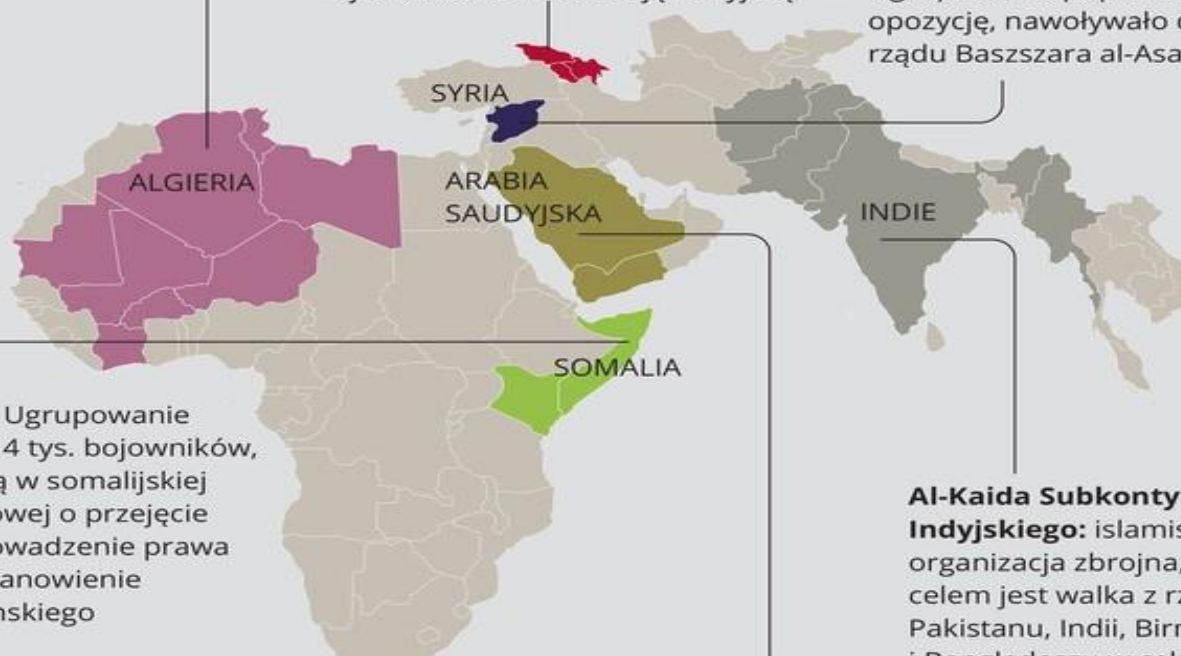 opozycję, nawoływało
rządu Baszszara al-Asa
SYRIA
ALGIERIA
ARABIA
SAUDYJSKA
INDIE
SOMALIA
Ugrupowanie
4 tys. bojowników,
ą w somalijskiej
owej o przejęcie
owadzenie prawa
anowienie
nskiego
Al-Kaida Subkonty
Indyjskiego: islamis
organizacja zbrojna,
celem jest walka z rz
Pakistanu, Indii, Birm